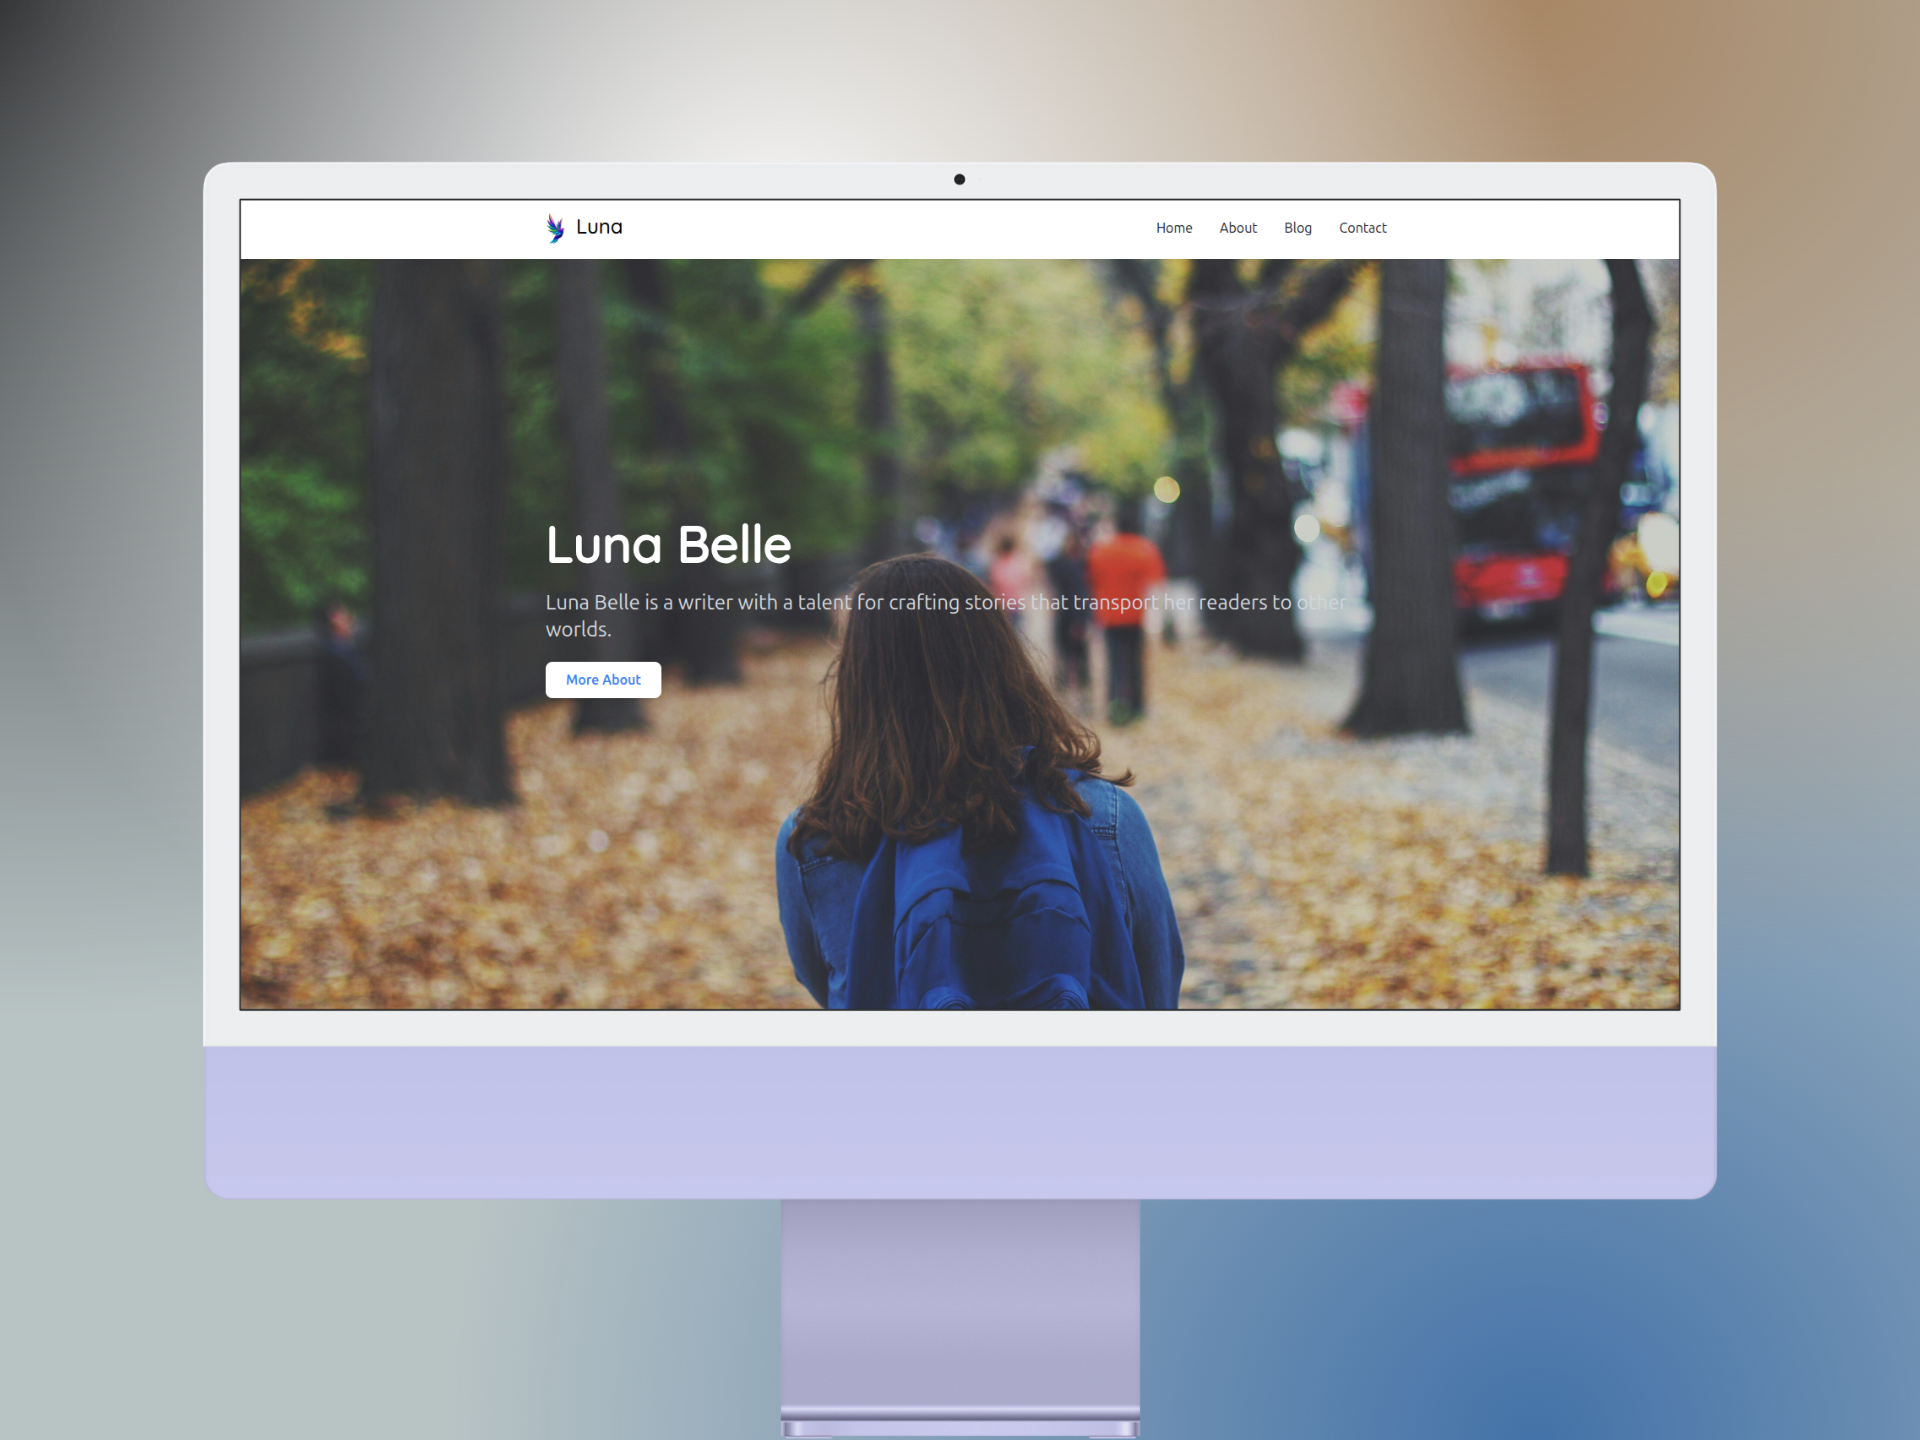 Luna
Home About Blog Contact
Luna Belle
Luna Belle is a writer with a talent for crafting stories that transport her readers to other
worlds.
More About